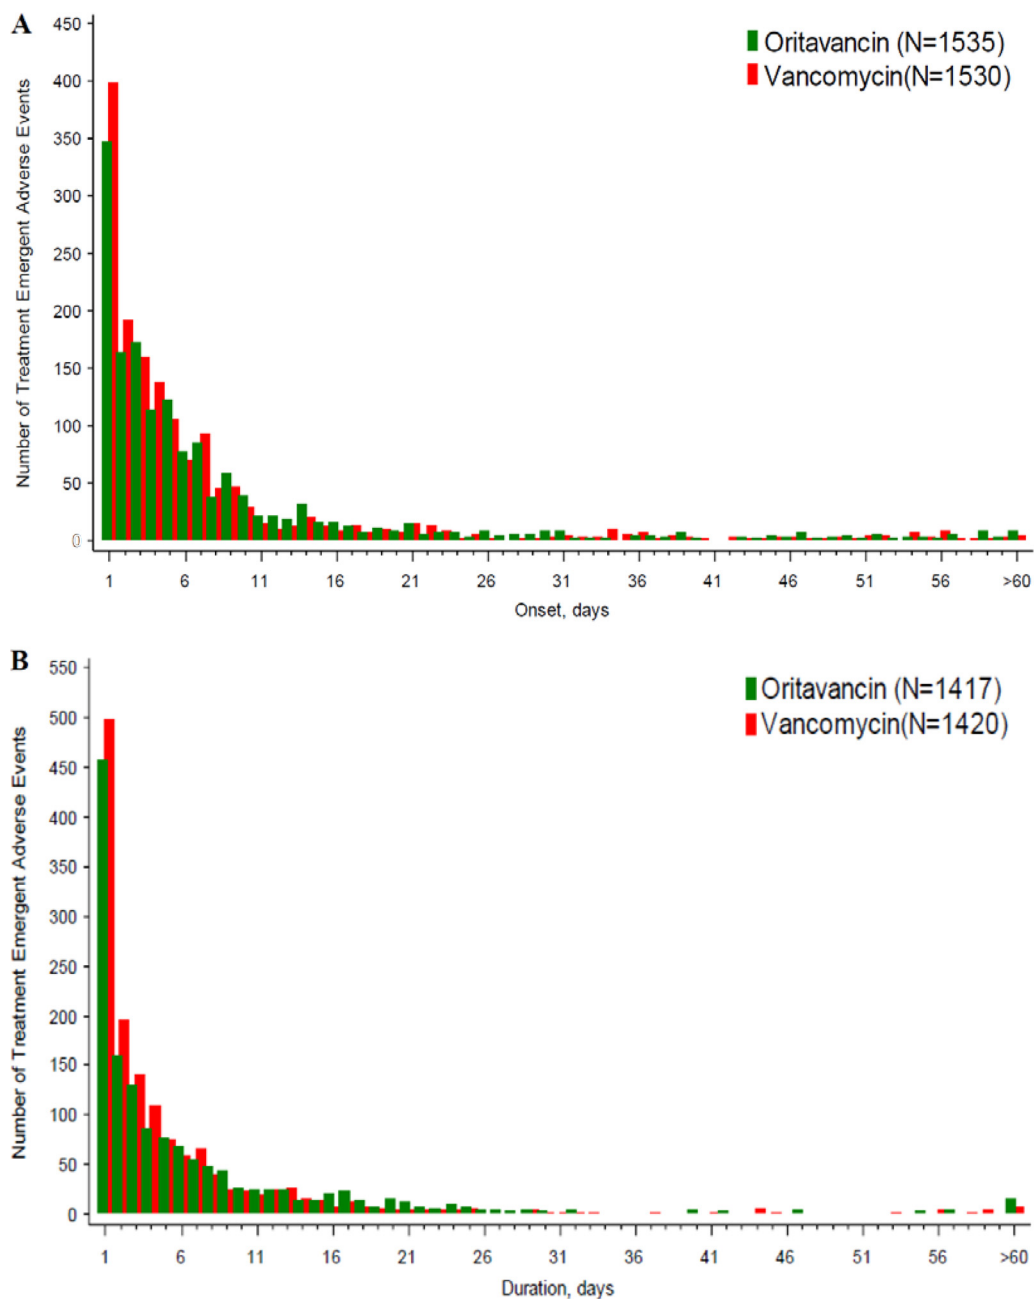 A
450
400
350
300
250
200
150
100
50
0
Number of Treatment Emergent Adverse Events
Oritavancin (N=1535)
Vancomycin(N=1530)
1 6 11 16 21 26 31 36 41 46 51 56 >60
Onset, days
B
550
500
450
400
350
300
250
200
150
100
50
0
Number of Treatment Emergent Adverse Events
Oritavancin (N=1417)
Vancomycin(N=1420)
1 6 11 16 21 26 31 36 41 46 51 56 >60
Duration, days